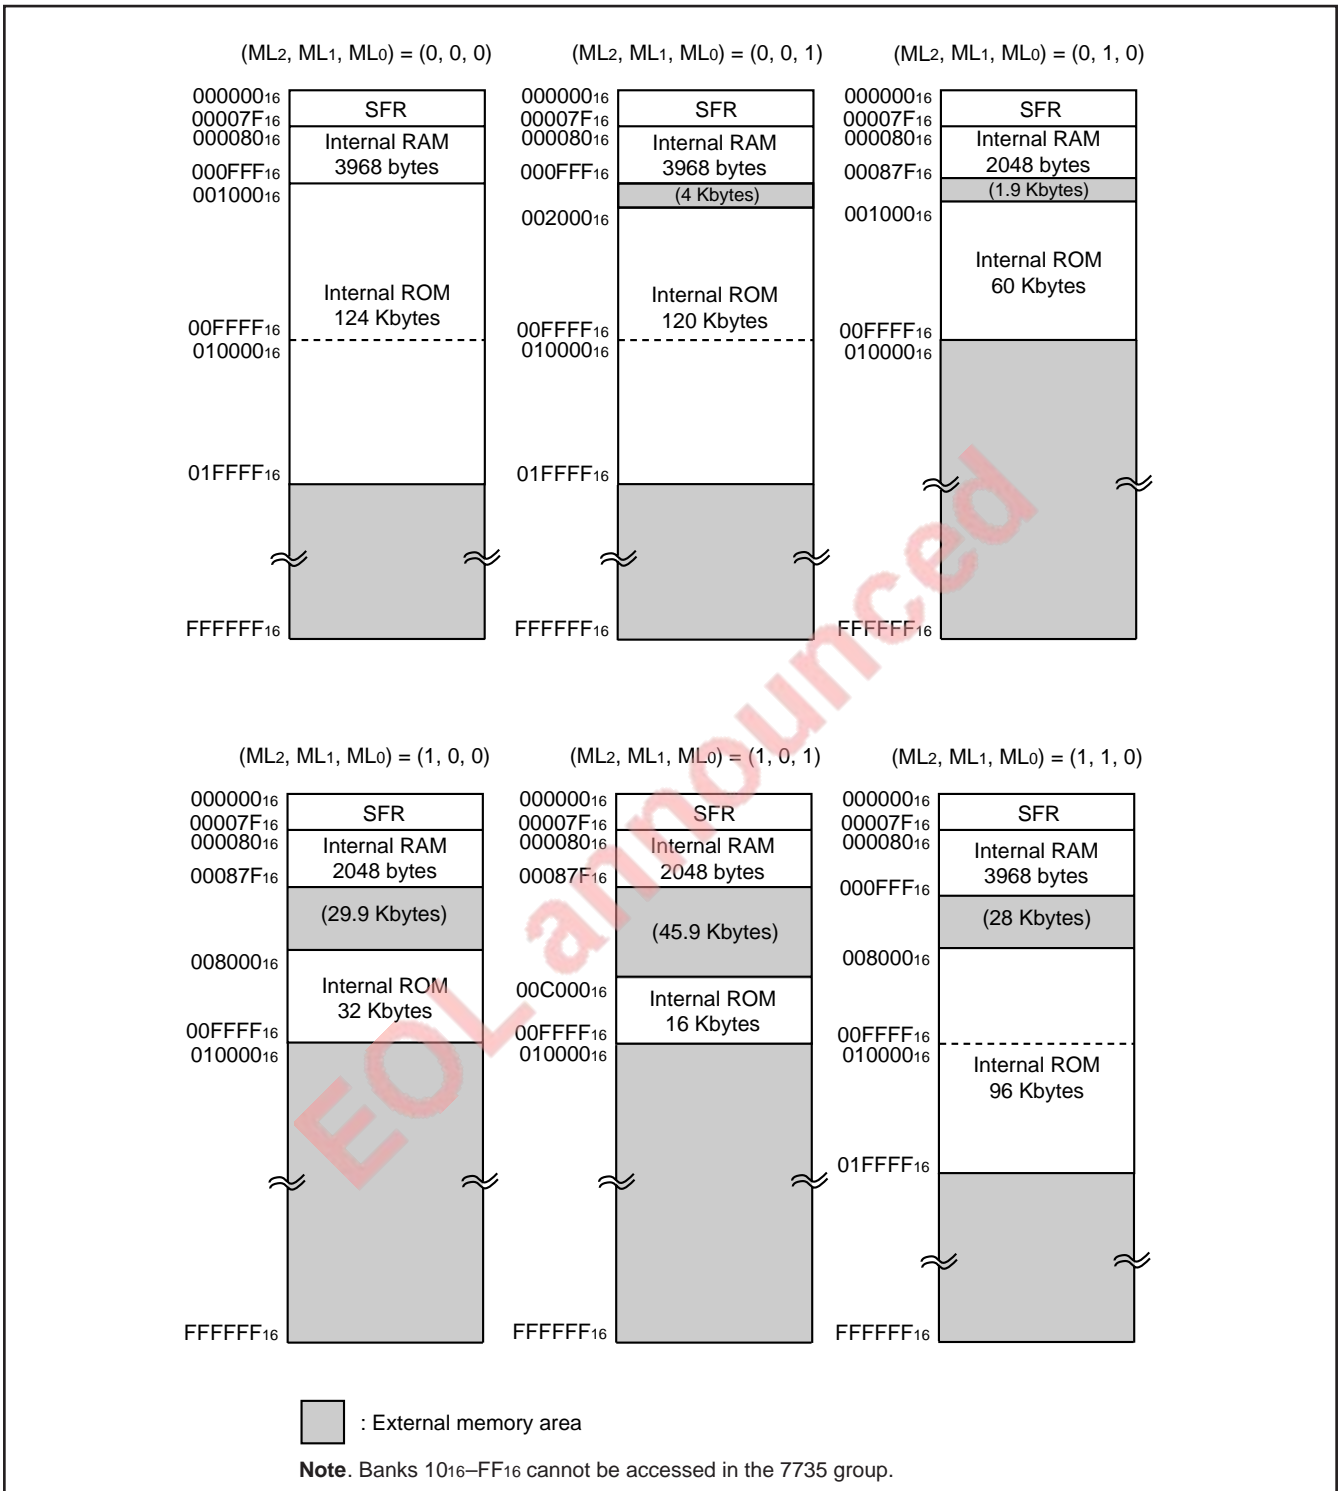 (ML2, ML1, ML0) = (0, 0, 0)
00000016
00007F16
00008016
000FFF16
00100016
00FFFF16
01000016
01FFFF16
FFFFFF16
SFR
Internal RAM
3968 bytes
Internal ROM
124 Kbytes
(ML2, ML1, ML0) = (0, 0, 1)
00000016
00007F16
00008016
000FFF16
00200016
00FFFF16
01000016
01FFFF16
FFFFFF16
SFR
Internal RAM
3968 bytes
(4 Kbytes)
Internal ROM
120 Kbytes
(ML2, ML1, ML0) = (0, 1, 0)
00000016
00007F16
00008016
00087F16
00100016
00FFFF16
01000016
FFFFFF16
SFR
Internal RAM
2048 bytes
(1.9 Kbytes)
Internal ROM
60 Kbytes
(ML2, ML1, ML0) = (1, 0, 0)
00000016
00007F16
00008016
00087F16
00800016
00FFFF16
01000016
FFFFFF16
SFR
Internal RAM
2048 bytes
(29.9 Kbytes)
Internal ROM
32 Kbytes
(ML2, ML1, ML0) = (1, 0, 1)
00000016
00007F16
00008016
00087F16
00C00016
00FFFF16
01000016
FFFFFF16
SFR
Internal RAM
2048 bytes
(45.9 Kbytes)
Internal ROM
16 Kbytes
(ML2, ML1, ML0) = (1, 1, 0)
00000016
00007F16
00008016
000FFF16
00800016
00FFFF16
01000016
01FFFF16
FFFFFF16
SFR
Internal RAM
3968 bytes
(28 Kbytes)
Internal ROM
96 Kbytes
EOL announced
: External memory area
Note. Banks 1016–FF16 cannot be accessed in the 7735 group.